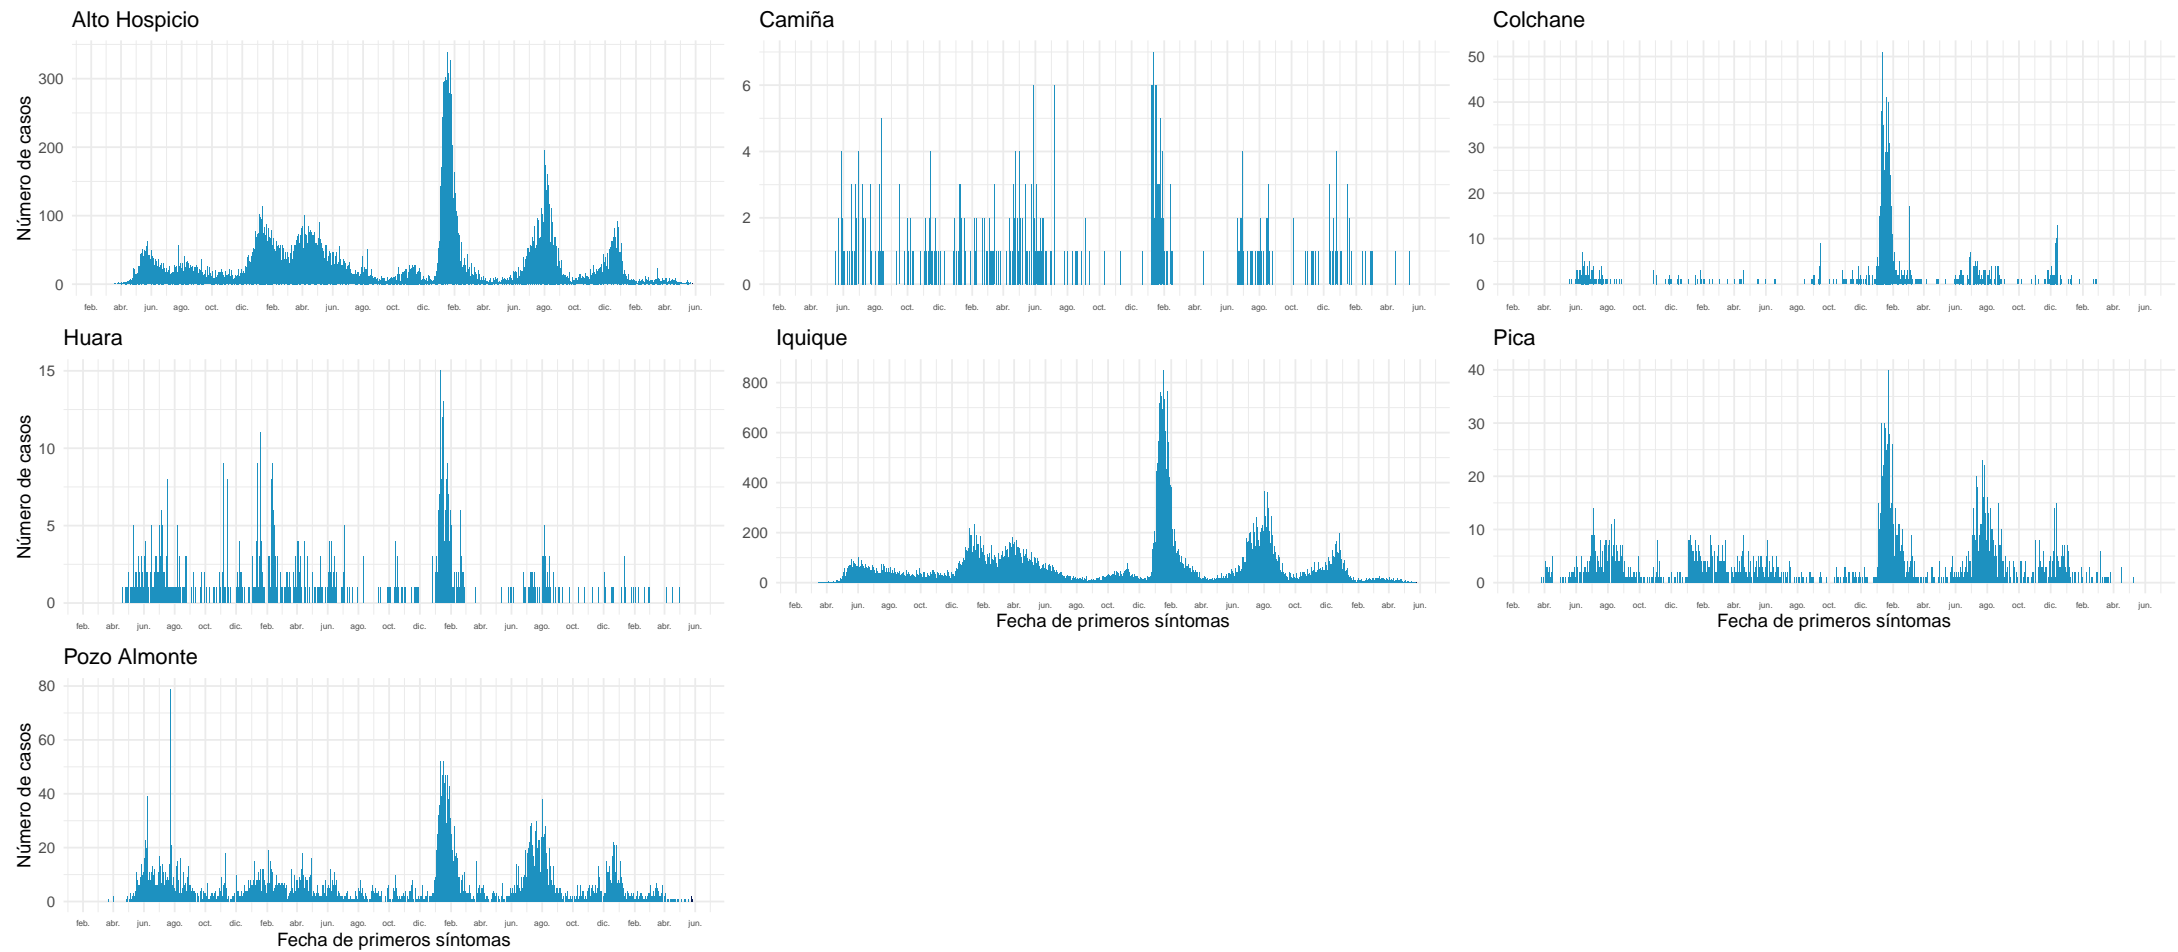 Alto Hospicio
Número de casos
300
200
100
0
feb. abr. jun. ago. oct. dic. feb. abr. jun. ago. oct. dic. feb. abr. jun. ago. oct. dic. feb. abr. jun.
Camiña
6
4
2
0
feb. abr. jun. ago. oct. dic. feb. abr. jun. ago. oct. dic. feb. abr. jun. ago. oct. dic. feb. abr. jun.
Colchane
50
40
30
20
10
0
feb. abr. jun. ago. oct. dic. feb. abr. jun. ago. oct. dic. feb. abr. jun. ago. oct. dic. feb. abr. jun.
Huara
Número de casos
15
10
5
0
feb. abr. jun. ago. oct. dic. feb. abr. jun. ago. oct. dic. feb. abr. jun. ago. oct. dic. feb. abr. jun.
Iquique
800
600
400
200
0
feb. abr. jun. ago. oct. dic. feb. abr. jun. ago. oct. dic. feb. abr. jun. ago. oct. dic. feb. abr. jun.
Fecha de primeros síntomas
Pica
40
30
20
10
0
feb. abr. jun. ago. oct. dic. feb. abr. jun. ago. oct. dic. feb. abr. jun. ago. oct. dic. feb. abr. jun.
Fecha de primeros síntomas
Pozo Almonte
Número de casos
80
60
40
20
0
feb. abr. jun. ago. oct. dic. feb. abr. jun. ago. oct. dic. feb. abr. jun. ago. oct. dic. feb. abr. jun.
Fecha de primeros síntomas